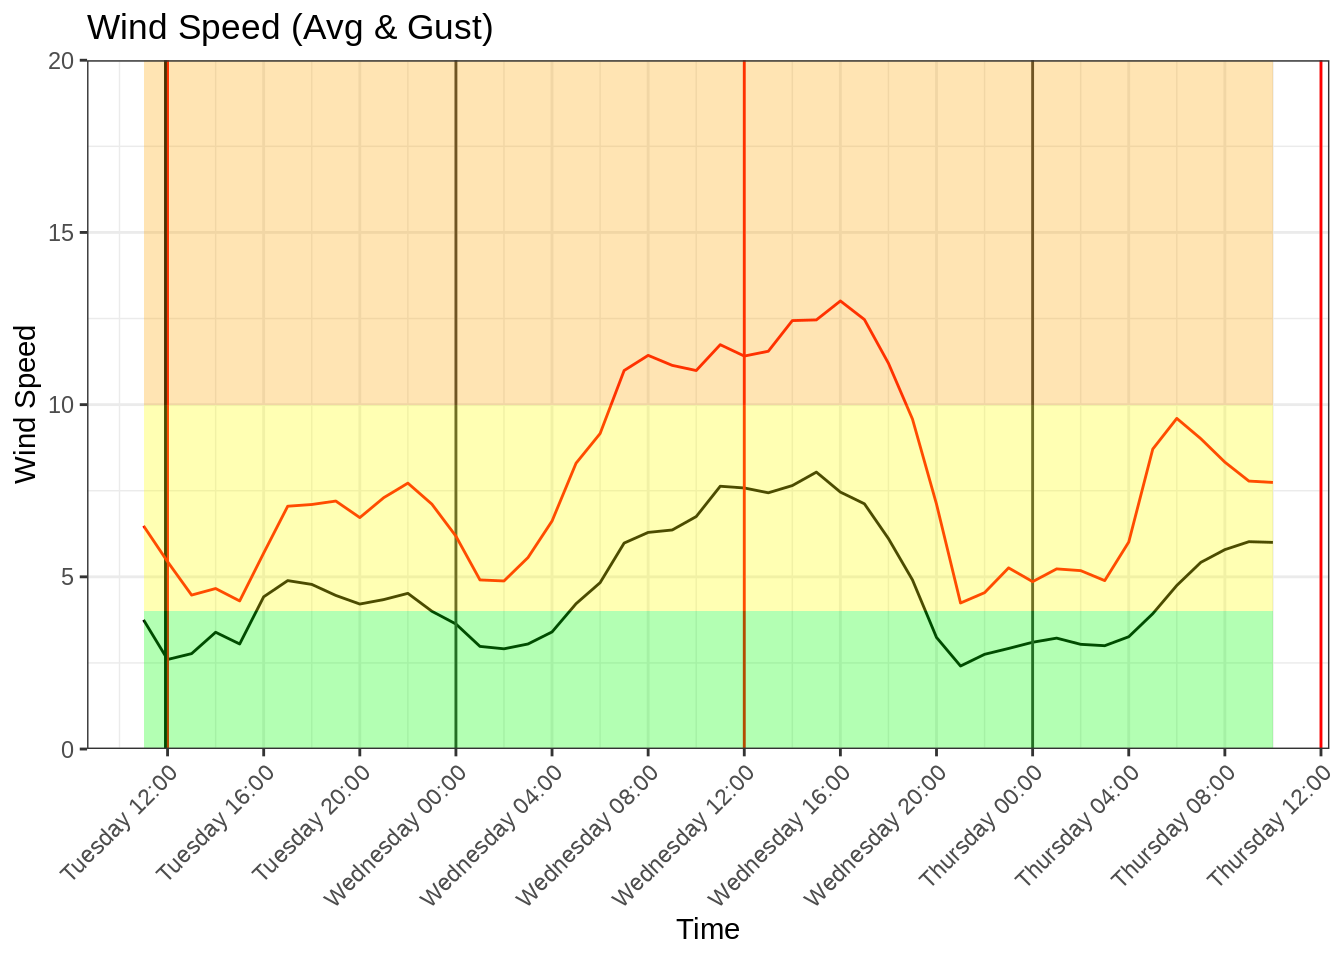 Wind Speed (Avg & Gust)
20
15
10
5
0
Wind Speed
Tuesday 12:00
Tuesday 16:00
Tuesday 20:00
Wednesday 00:00
Wednesday 04:00
Wednesday 08:00
Wednesday 12:00
Wednesday 16:00
Wednesday 20:00
Thursday 00:00
Thursday 04:00
Thursday 08:00
Thursday 12:00
Time